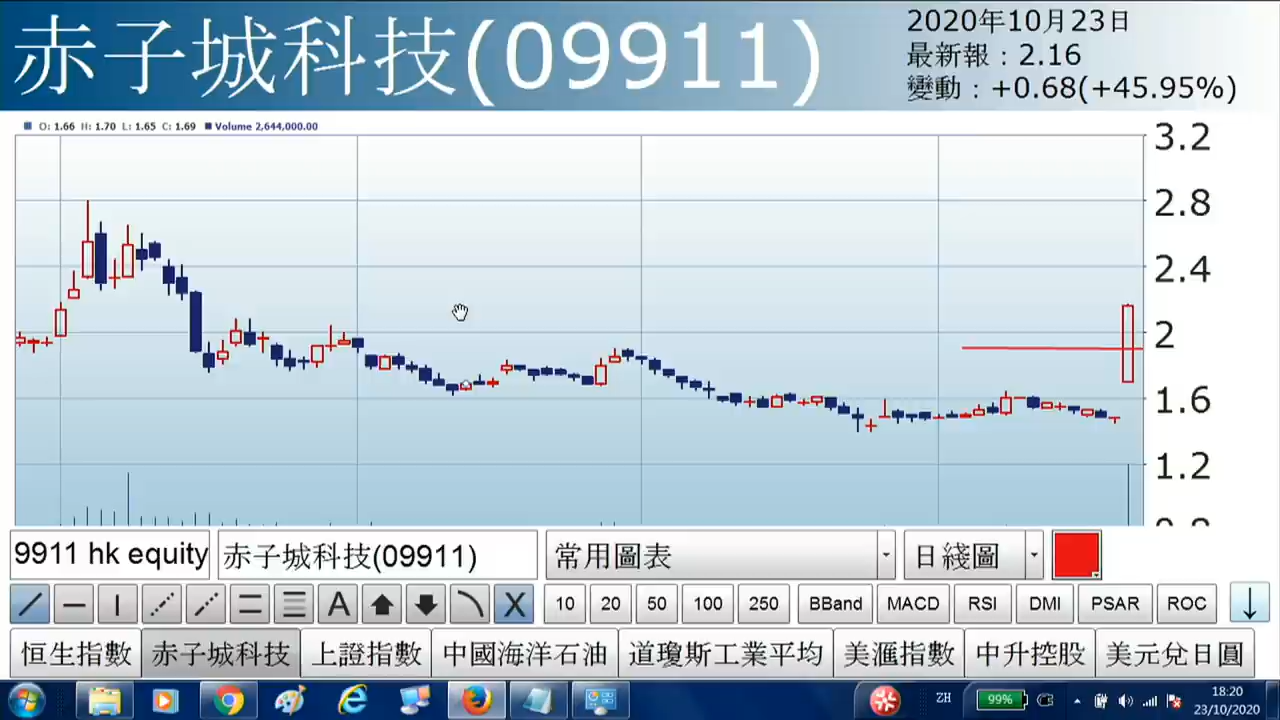 赤子城科技(09911)
2020年10月23日
最新報：2.16
變動：+0.68(+45.95%)
O: 1.66 H: 1.70 L: 1.65 C: 1.69 Volume 2,644,000.00
3.2
2.8
2.4
2
1.6
1.2
9911 hk equity 赤子城科技(09911) 常用圖表 日綫圖
A X 10 20 50 100 250 BBand MACD RSI DMI PSAR ROC ↓
恒生指數 赤子城科技 上證指數 中國海洋石油 道瓊斯工業平均 美滙指數 中升控股 美元兌日圓
ZH 99% 18:20
23/10/2020